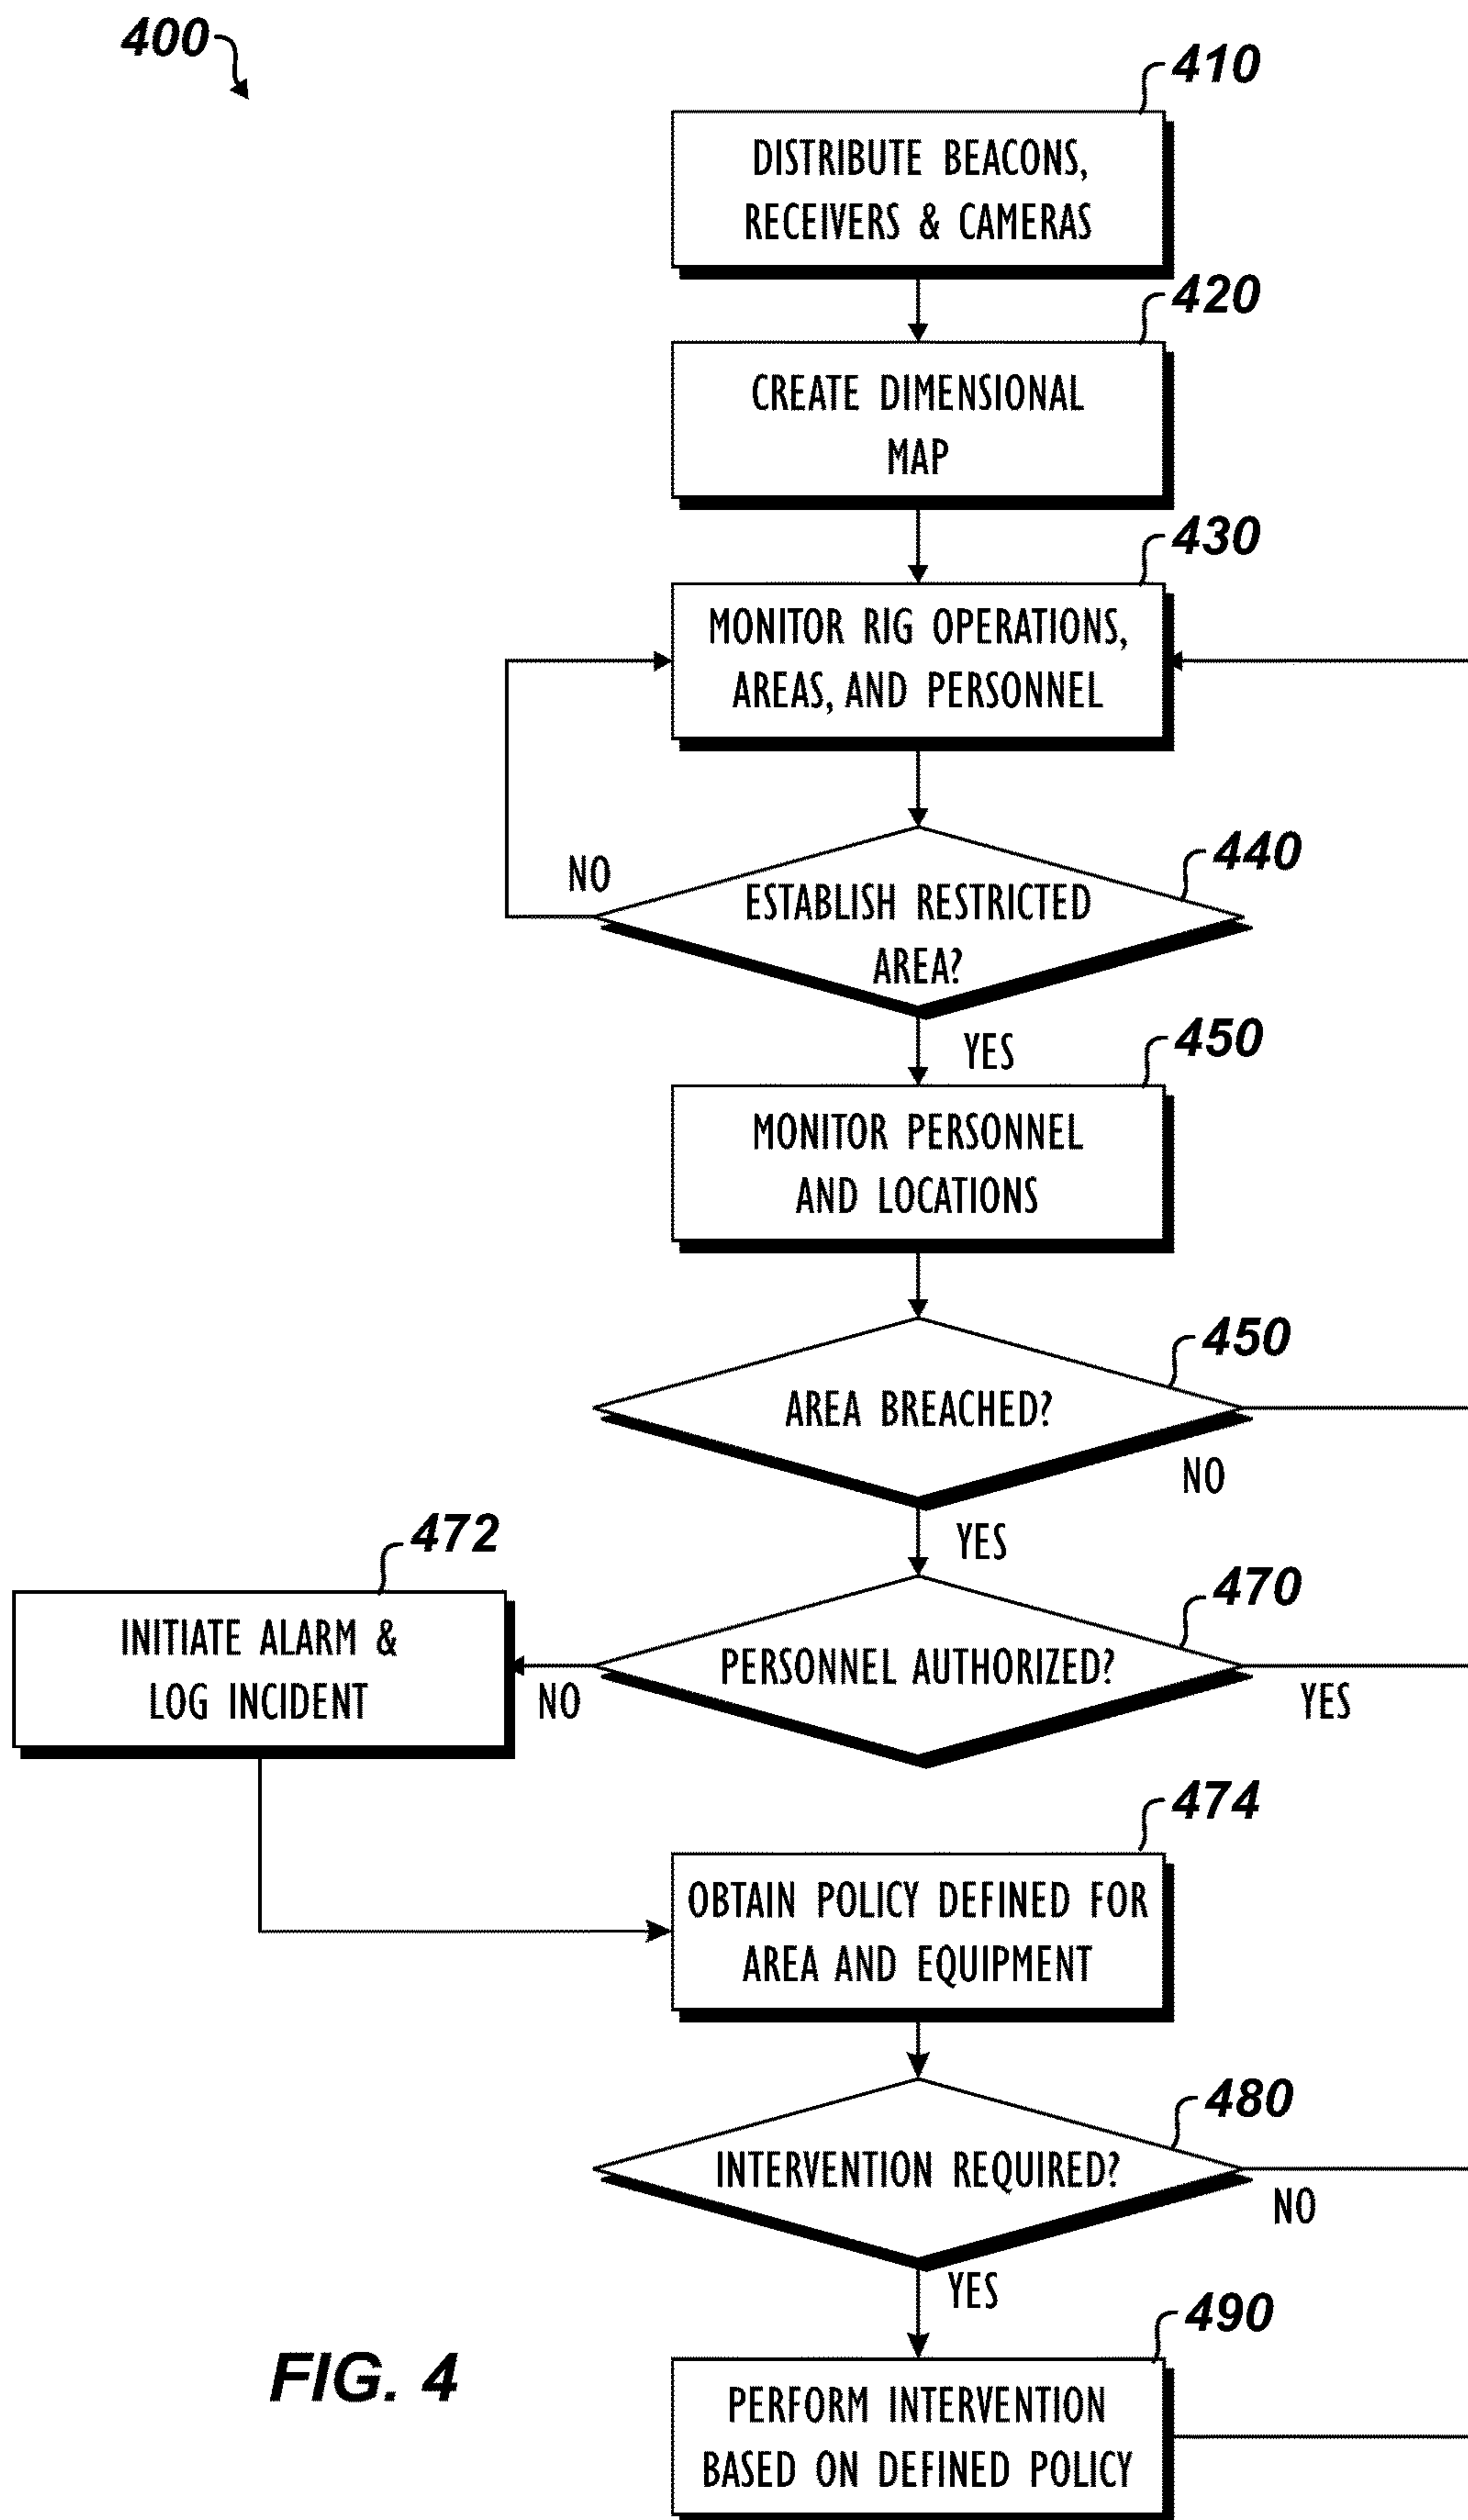 400
410
DISTRIBUTE BEACONS,
RECEIVERS & CAMERAS
420
CREATE DIMENSIONAL
MAP
430
MONITOR RIG OPERATIONS,
AREAS, AND PERSONNEL
440
NO
ESTABLISH RESTRICTED
AREA?
YES
450
MONITOR PERSONNEL
AND LOCATIONS
450
AREA BREACHED?
NO
YES
472
INITIATE ALARM &
LOG INCIDENT
470
PERSONNEL AUTHORIZED?
NO
YES
474
OBTAIN POLICY DEFINED FOR
AREA AND EQUIPMENT
480
INTERVENTION REQUIRED?
NO
YES
490
PERFORM INTERVENTION
BASED ON DEFINED POLICY
FIG. 4